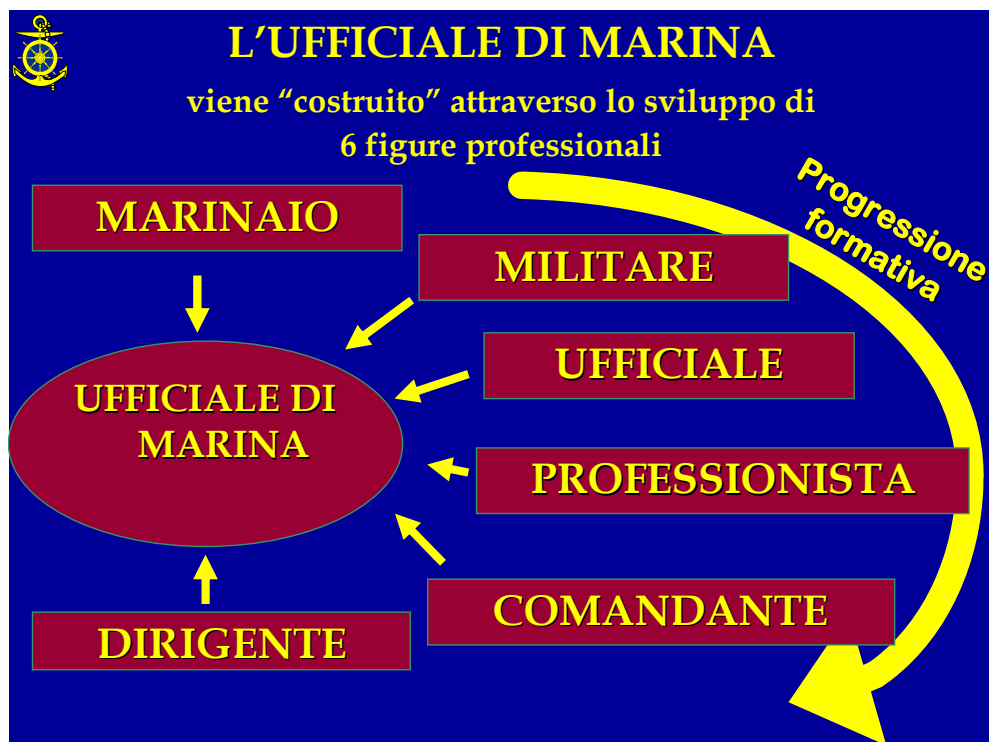 L'UFFICIALE DI MARINA
viene “costruito” attraverso lo sviluppo di
6 figure professionali
Progressione
formativa
MARINAIO
MILITARE
UFFICIALE
PROFESSIONISTA
COMANDANTE
DIRIGENTE
UFFICIALE DI
MARINA